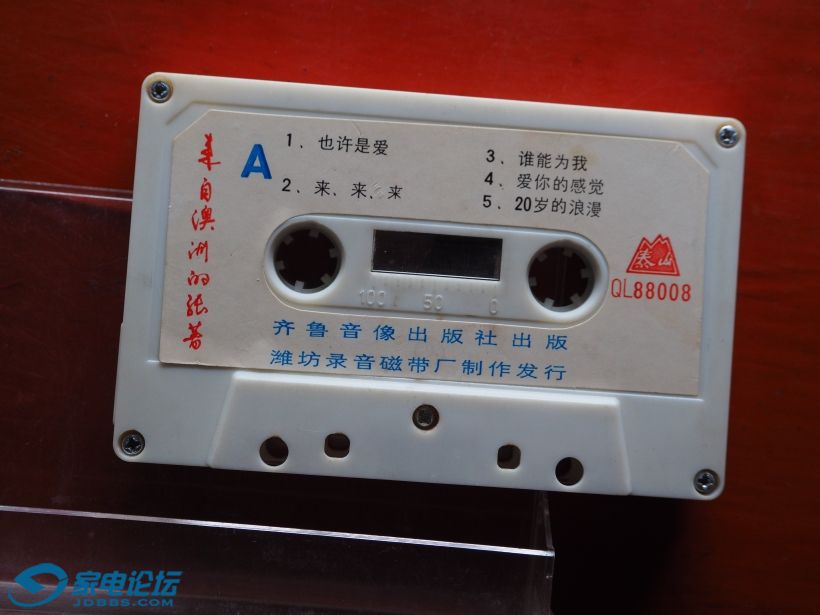 来自澳洲的张蔷
A
1、也许是爱
2、来、来、来
3、谁能为我
4、爱你的感觉
5、20岁的浪漫
泰山
QL88008
100 50 0
齐鲁音像出版社出版
潍坊录音磁带厂制作发行
家电论坛
JDBBS.COM